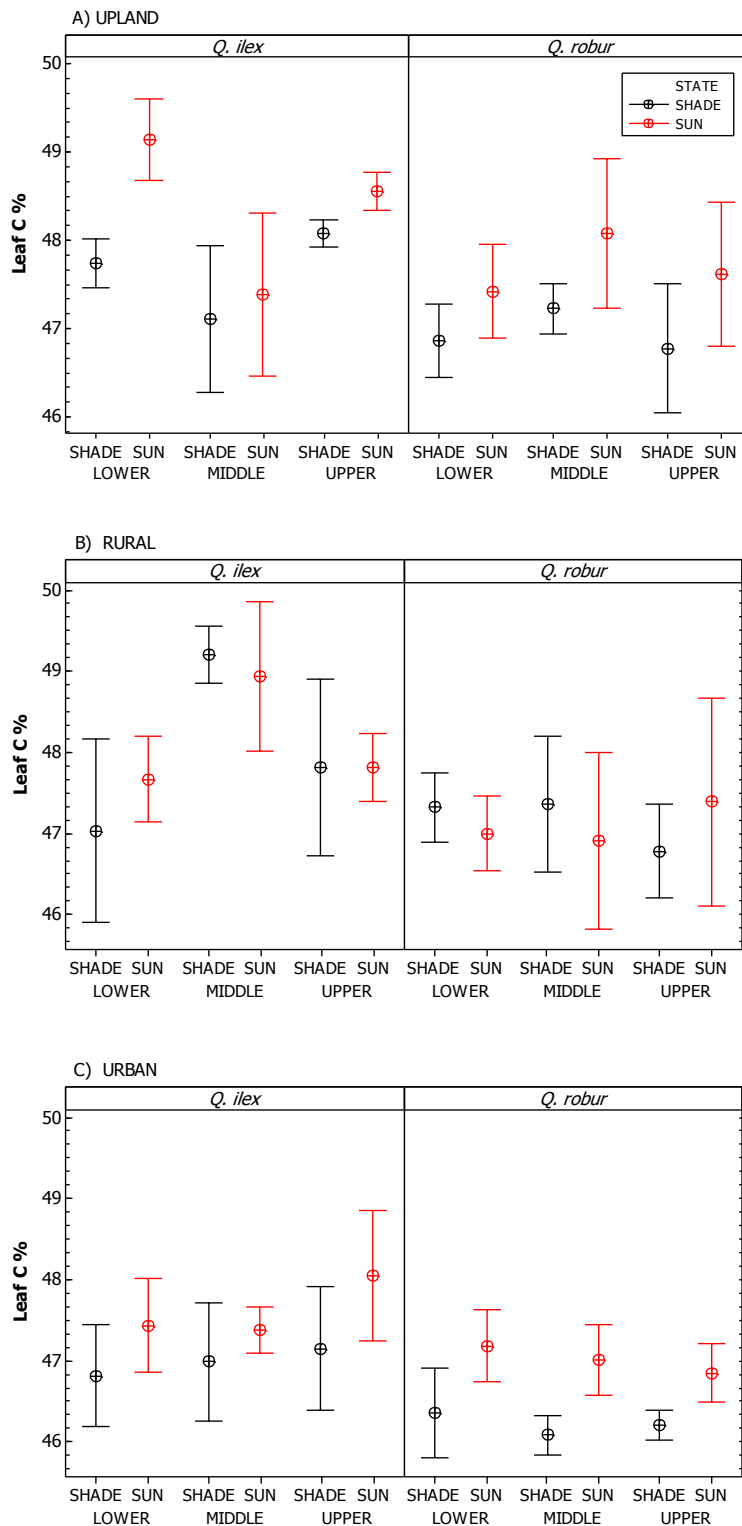 A) UPLAND
Q. ilex Q. robur
50
49
48
47
46
Leaf C %
STATE
SHADE
SUN
SHADE SUN SHADE SUN SHADE SUN SHADE SUN SHADE SUN SHADE SUN
LOWER MIDDLE UPPER LOWER MIDDLE UPPER
B) RURAL
Q. ilex Q. robur
50
49
48
47
46
Leaf C %
SHADE SUN SHADE SUN SHADE SUN SHADE SUN SHADE SUN SHADE SUN
LOWER MIDDLE UPPER LOWER MIDDLE UPPER
C) URBAN
Q. ilex Q. robur
50
49
48
47
46
Leaf C %
SHADE SUN SHADE SUN SHADE SUN SHADE SUN SHADE SUN SHADE SUN
LOWER MIDDLE UPPER LOWER MIDDLE UPPER